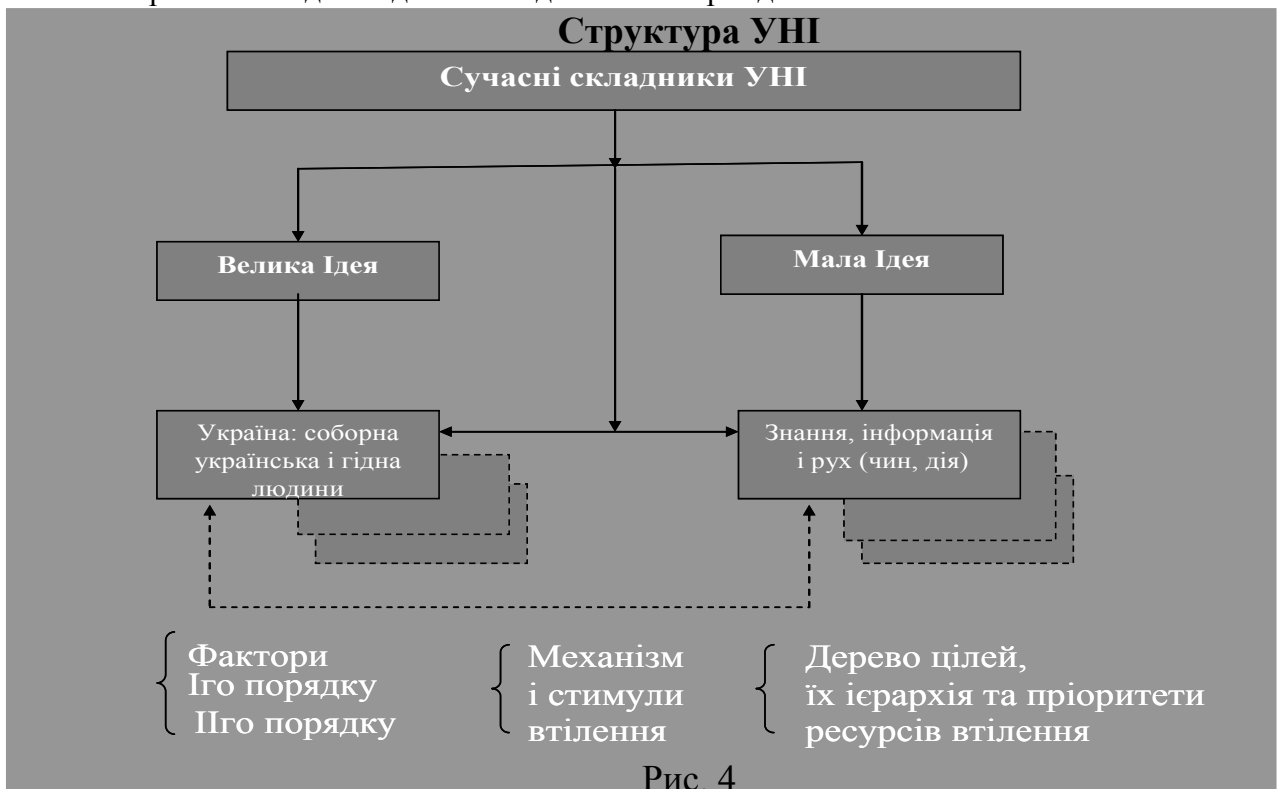 Структура УНІ
Сучасні складники УНІ
Велика Ідея
Мала Ідея
Україна: соборна
українська і гідна
людини
Знання, інформація
і рух (чин, дія)
Фактори
Іго порядку
ІІго порядку
Механізм
і стимули
втілення
Дерево цілей,
їх ієрархія та пріоритети
ресурсів втілення
Рис. 4